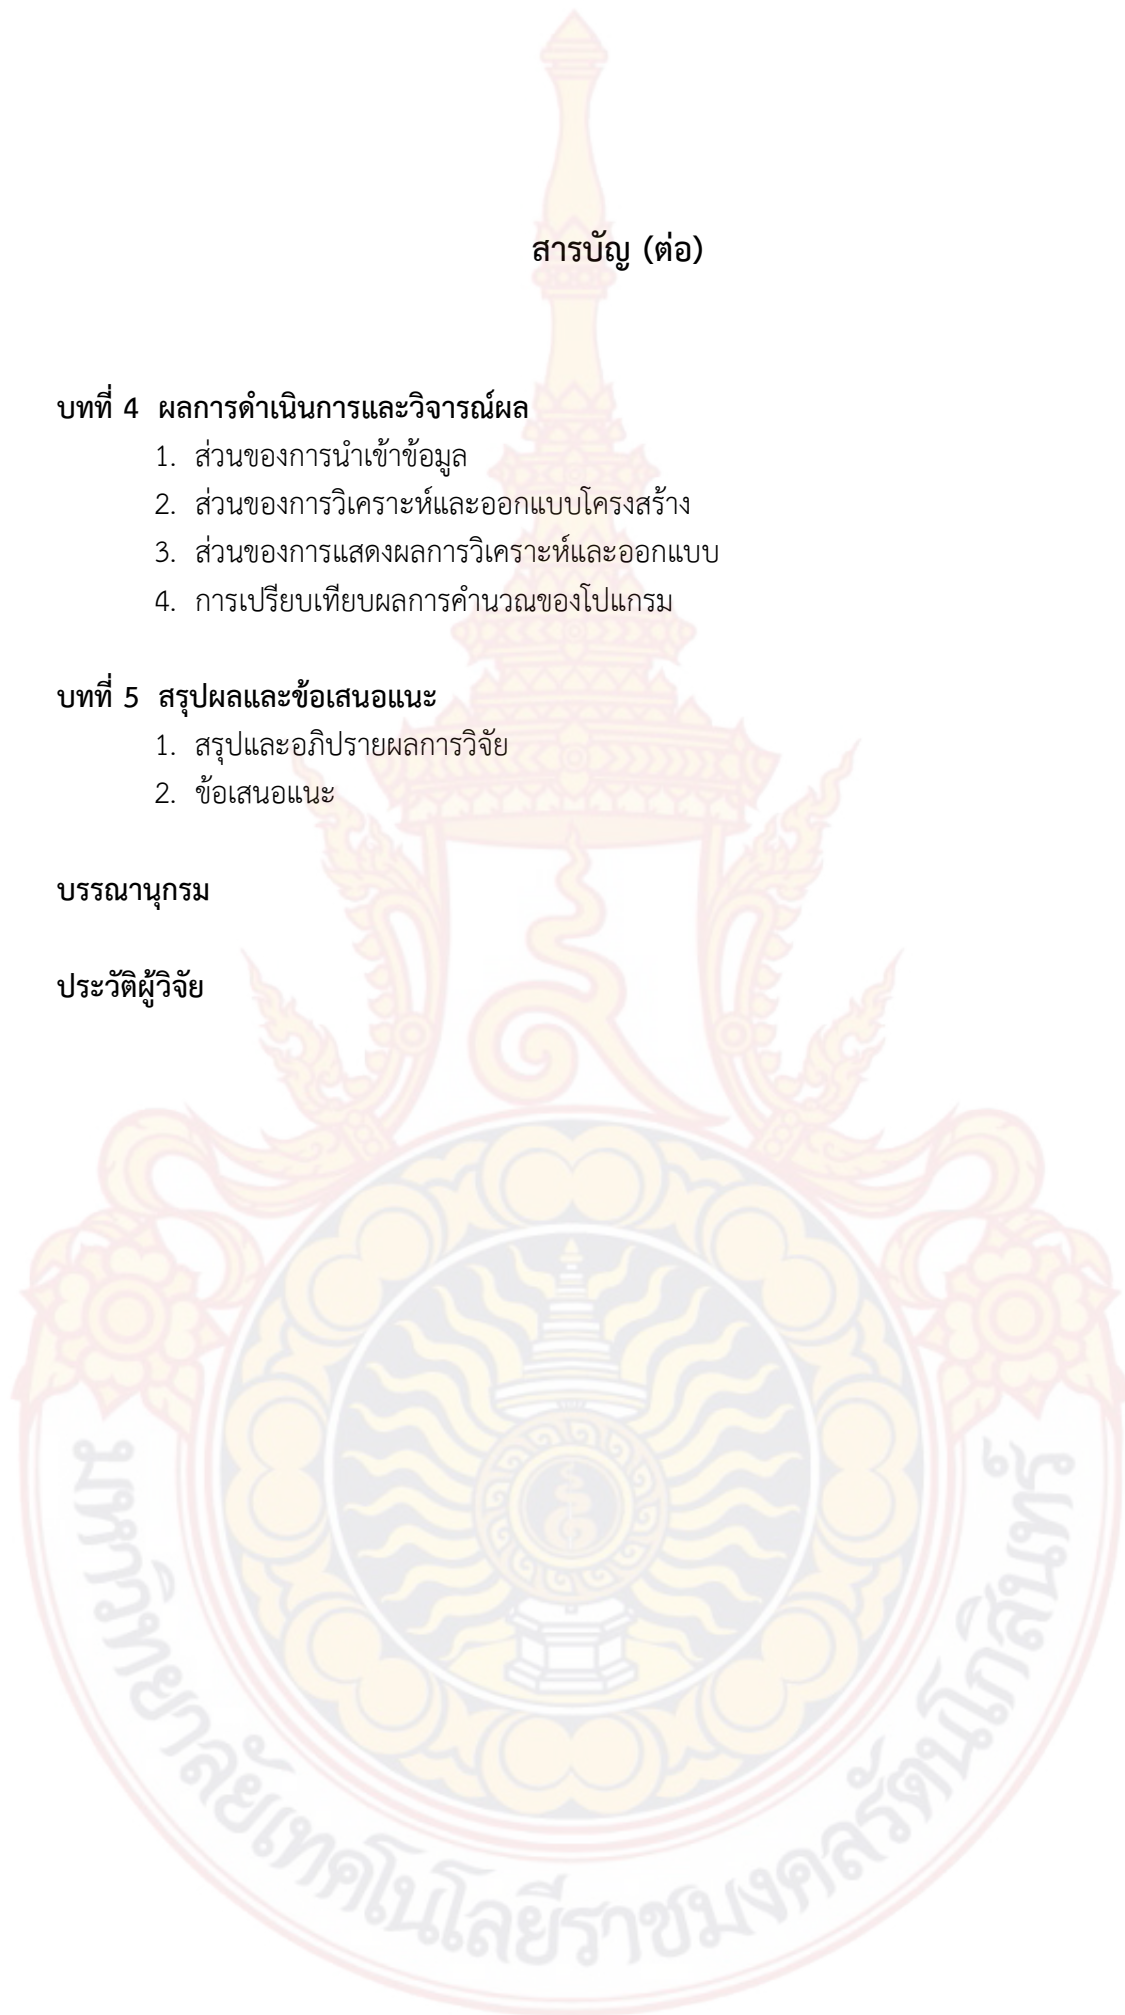 สารบัญ (ต่อ)
บทที่ 4 ผลการดำเนินการและวิจารณ์ผล
1. ส่วนของการนำเข้าข้อมูล
2. ส่วนของการวิเคราะห์และออกแบบโครงสร้าง
3. ส่วนของการแสดงผลการวิเคราะห์และออกแบบ
4. การเปรียบเทียบผลการคำนวณของโปแกรม
บทที่ 5 สรุปผลและข้อเสนอแนะ
1. สรุปและอภิปรายผลการวิจัย
2. ข้อเสนอแนะ
บรรณานุกรม
ประวัติผู้วิจัย
มหาวิทยาลัยเทคโนโลยีราชมงคลรัตนโกสินทร์